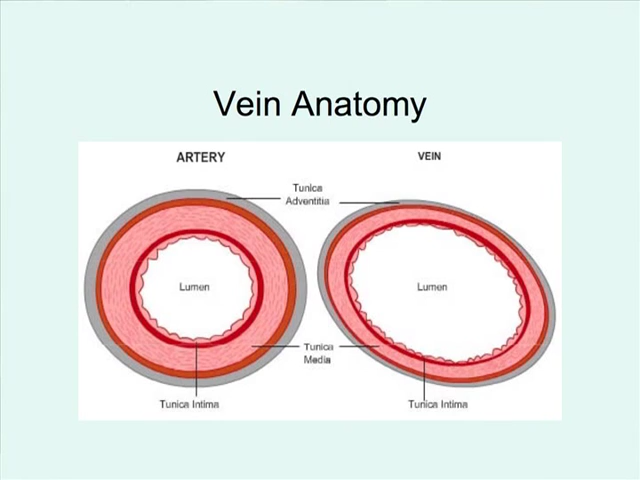 Vein Anatomy
ARTERY
VEIN
Tunica
Adventitia
Lumen
Lumen
Tunica
Media
Tunica Intima
Tunica Intima